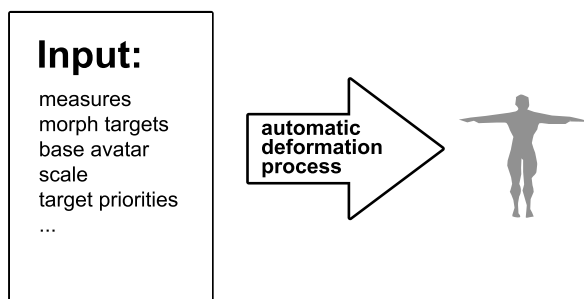 Input:
measures
morph targets
base avatar
scale
target priorities
...
automatic
deformation
process